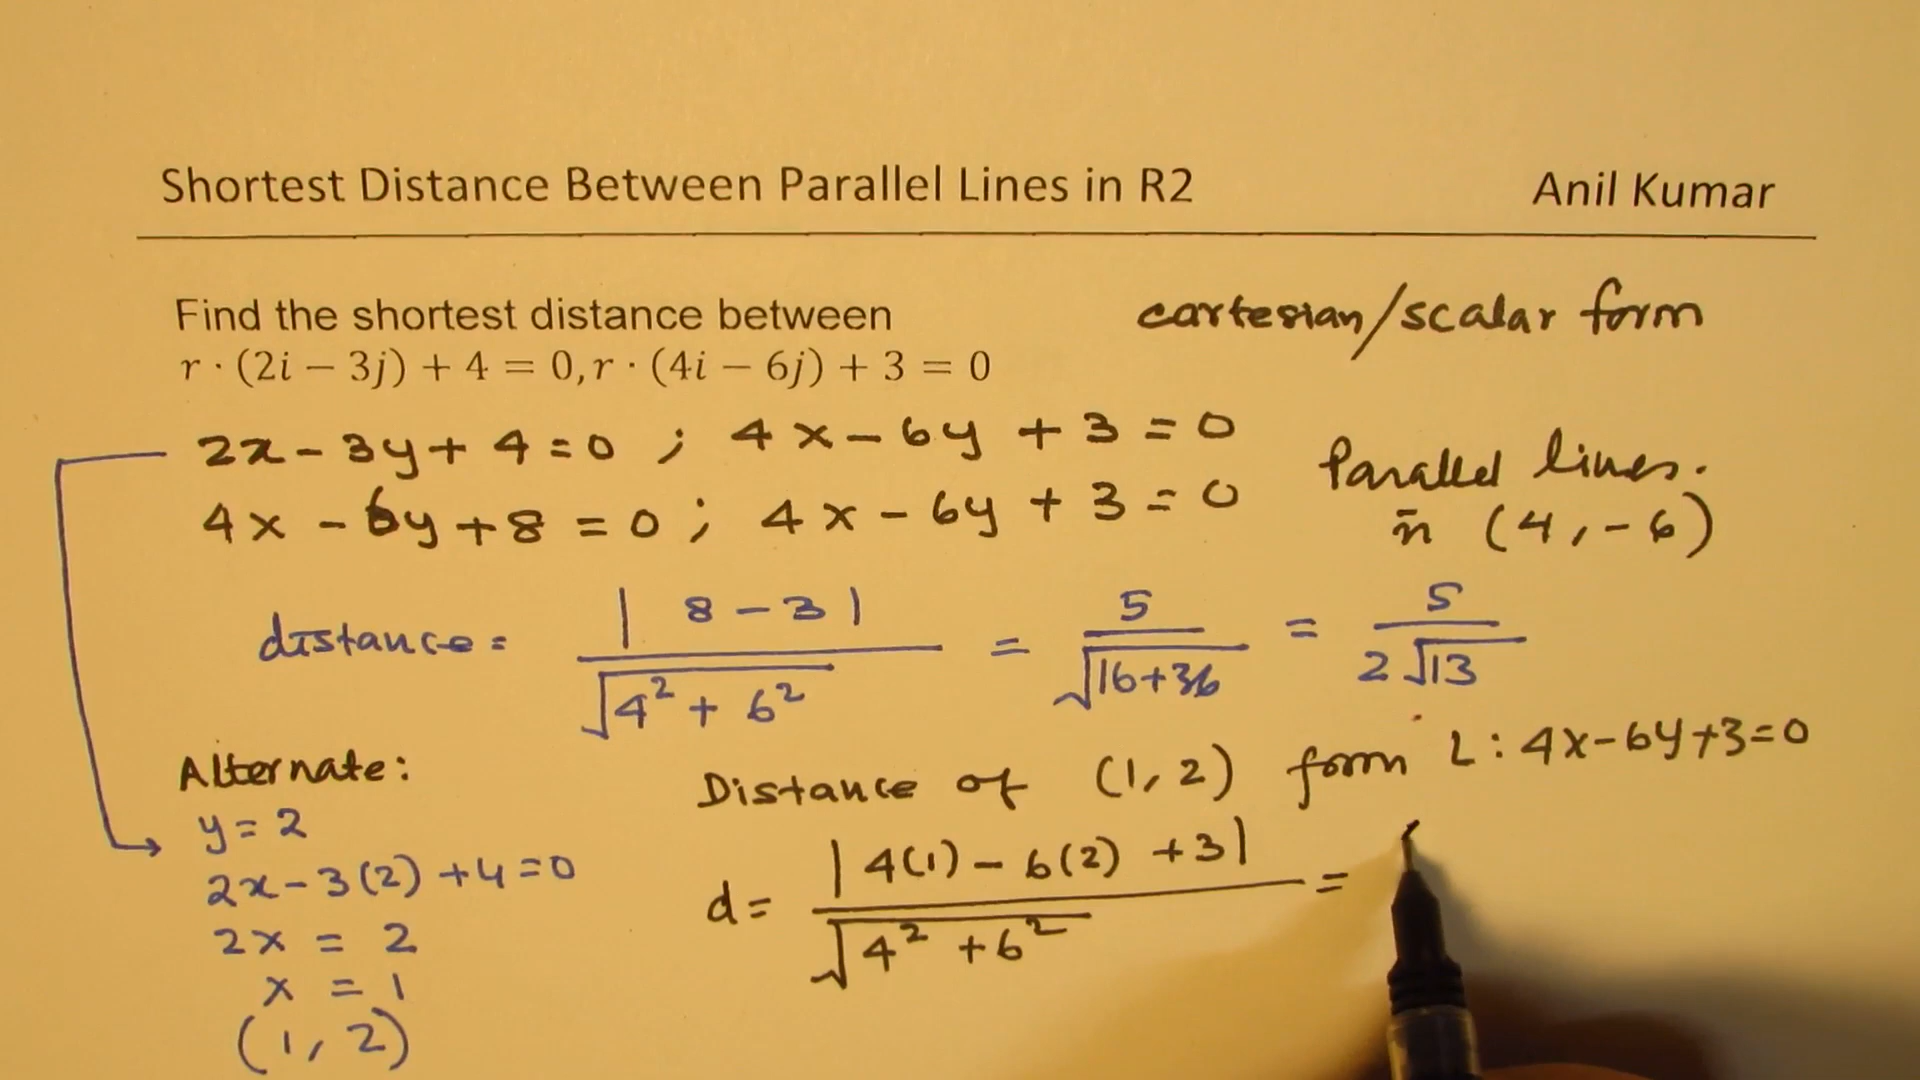 Shortest Distance Between Parallel Lines in R2 Anil Kumar
Find the shortest distance between cartesian/scalar form
r · (2i − 3j) + 4 = 0, r · (4i − 6j) + 3 = 0
2x - 3y + 4 = 0 ; 4x - 6y + 3 = 0 Parallel lines.
4x - 6y + 8 = 0 ; 4x - 6y + 3 = 0 n̄ (4, -6)
distance = |8 - 3| / √(4² + 6²) = 5 / √(16+36) = 5 / 2√13
Alternate: Distance of (1, 2) form L: 4x-6y+3=0
y = 2
2x - 3(2) + 4 = 0 d = |4(1) - 6(2) + 3| / √(4² + 6²) =
2x = 2
x = 1
(1, 2)